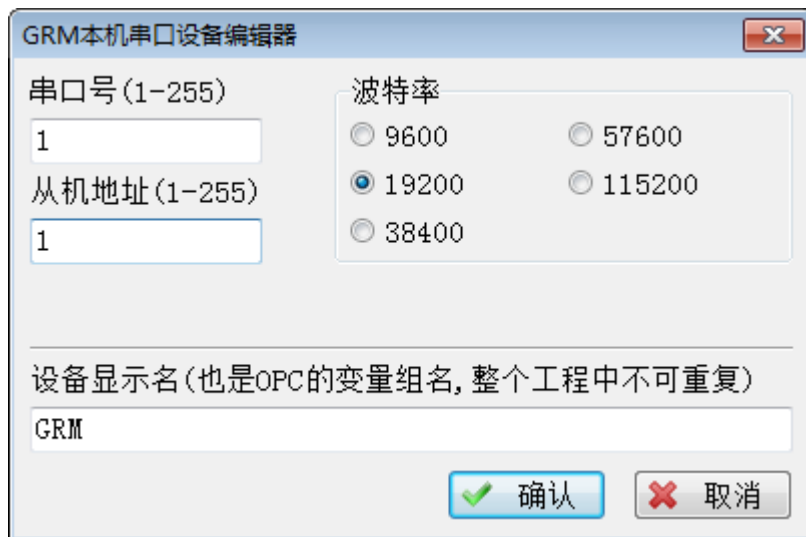 GRM本机串口设备编辑器
串口号(1-255)
1
从机地址(1-255)
1
波特率
9600
57600
19200
115200
38400
设备显示名(也是OPC的变量组名,整个工程中不可重复)
GRM
确认
取消